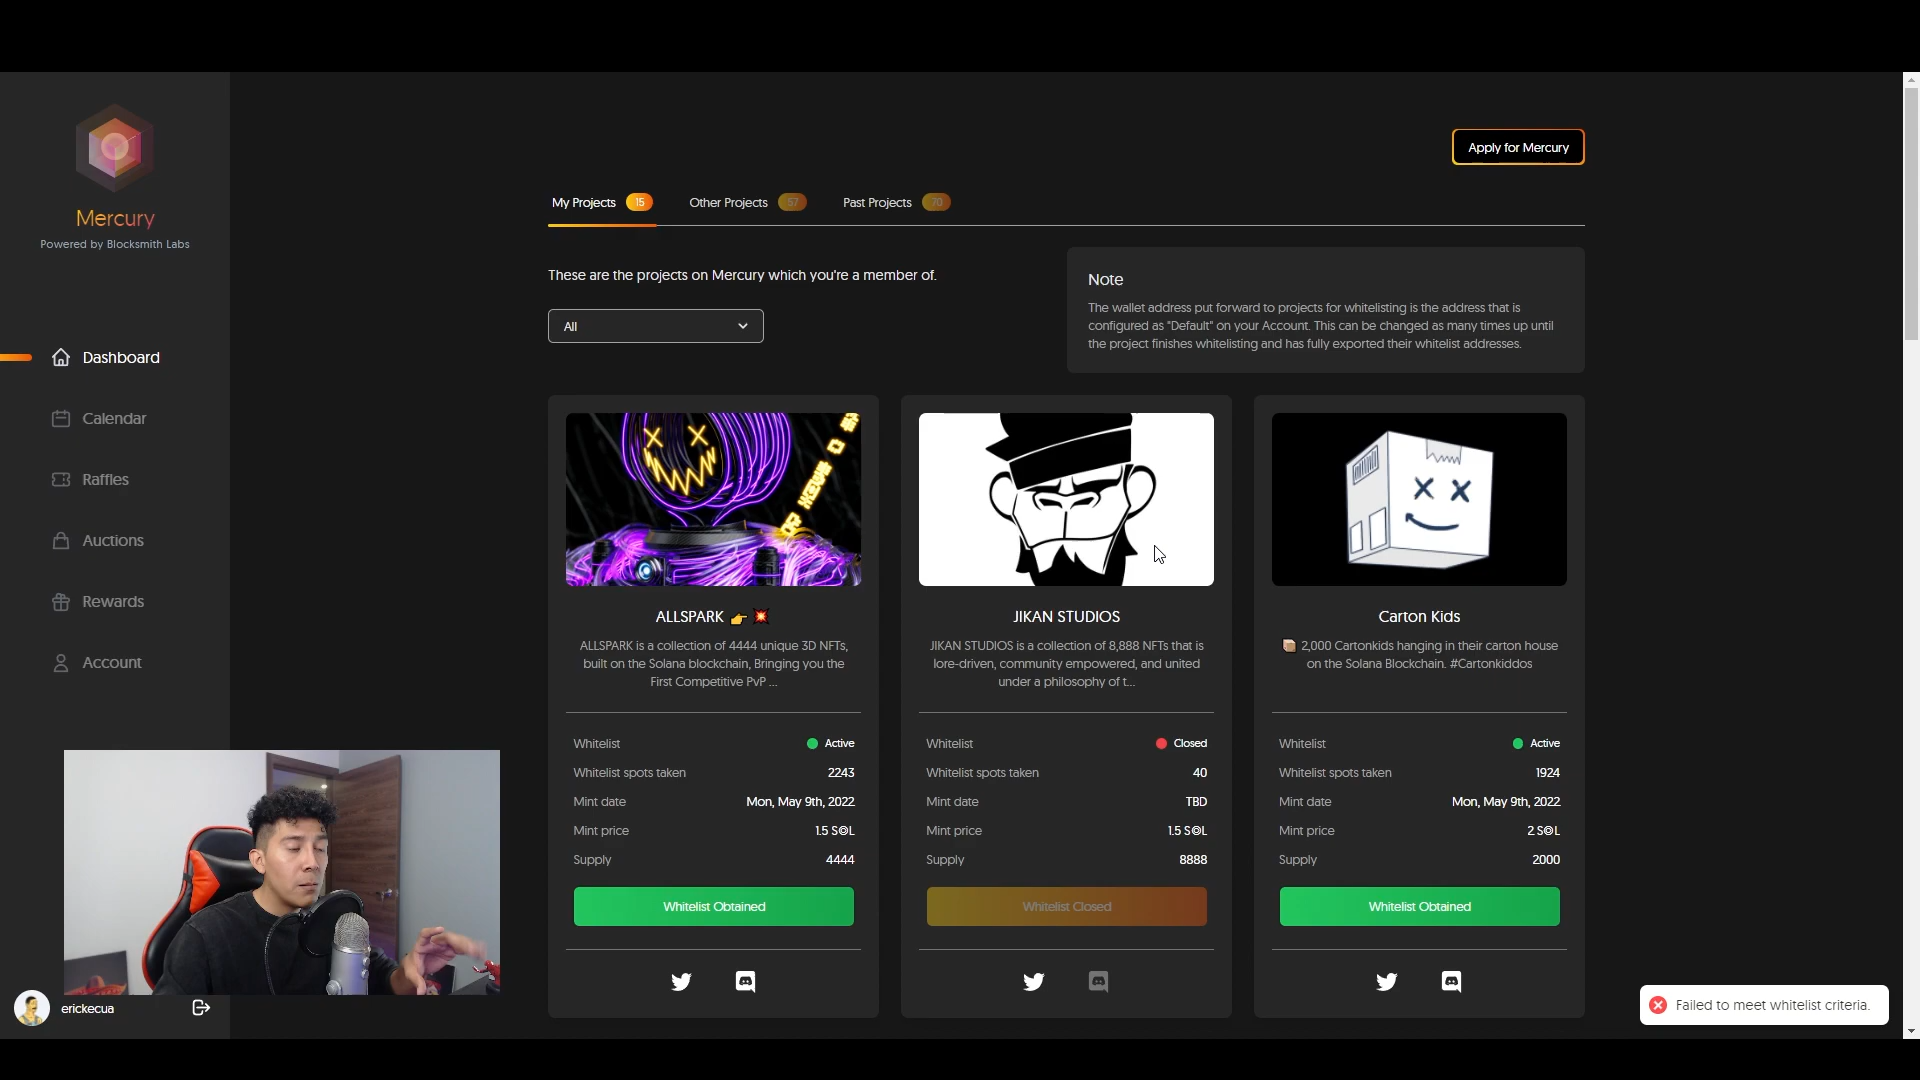 Mercury
Powered by Blocksmith Labs
Dashboard
Calendar
Raffles
Auctions
Rewards
Account
erickecua
Apply for Mercury
My Projects 15
Other Projects 57
Past Projects 70
These are the projects on Mercury which you're a member of.
All
Note
The wallet address put forward to projects for whitelisting is the address that is
configured as "Default" on your Account. This can be changed as many times up until
the project finishes whitelisting and has fully exported their whitelist addresses.
ALLSPARK 👉 💥
ALLSPARK is a collection of 4444 unique 3D NFTs,
built on the Solana blockchain, Bringing you the
First Competitive PvP ...
Whitelist Active
Whitelist spots taken 2243
Mint date Mon, May 9th, 2022
Mint price 1.5 S◎L
Supply 4444
Whitelist Obtained
JIKAN STUDIOS
JIKAN STUDIOS is a collection of 8,888 NFTs that is
lore-driven, community empowered, and united
under a philosophy of t...
Whitelist Closed
Whitelist spots taken 40
Mint date TBD
Mint price 1.5 S◎L
Supply 8888
Whitelist Closed
Carton Kids
📦 2,000 Cartonkids hanging in their carton house
on the Solana Blockchain. #Cartonkiddos
Whitelist Active
Whitelist spots taken 1924
Mint date Mon, May 9th, 2022
Mint price 2 S◎L
Supply 2000
Whitelist Obtained
Failed to meet whitelist criteria.